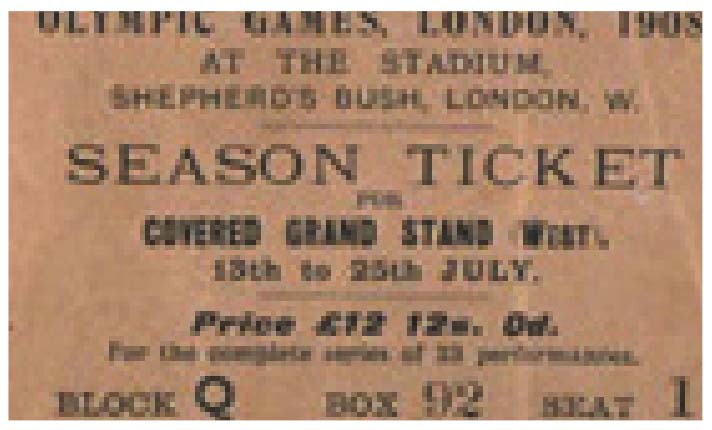 OLYMPIC GAMES, LONDON, 1908
AT THE STADIUM,
SHEPHERD'S BUSH, LONDON, W.
SEASON TICKET
FOR
COVERED GRAND STAND (WEST).
13th to 25th JULY.
Price £12 12s. 0d.
For the complete series of performances.
BLOCK Q BOX 92 SEAT 1